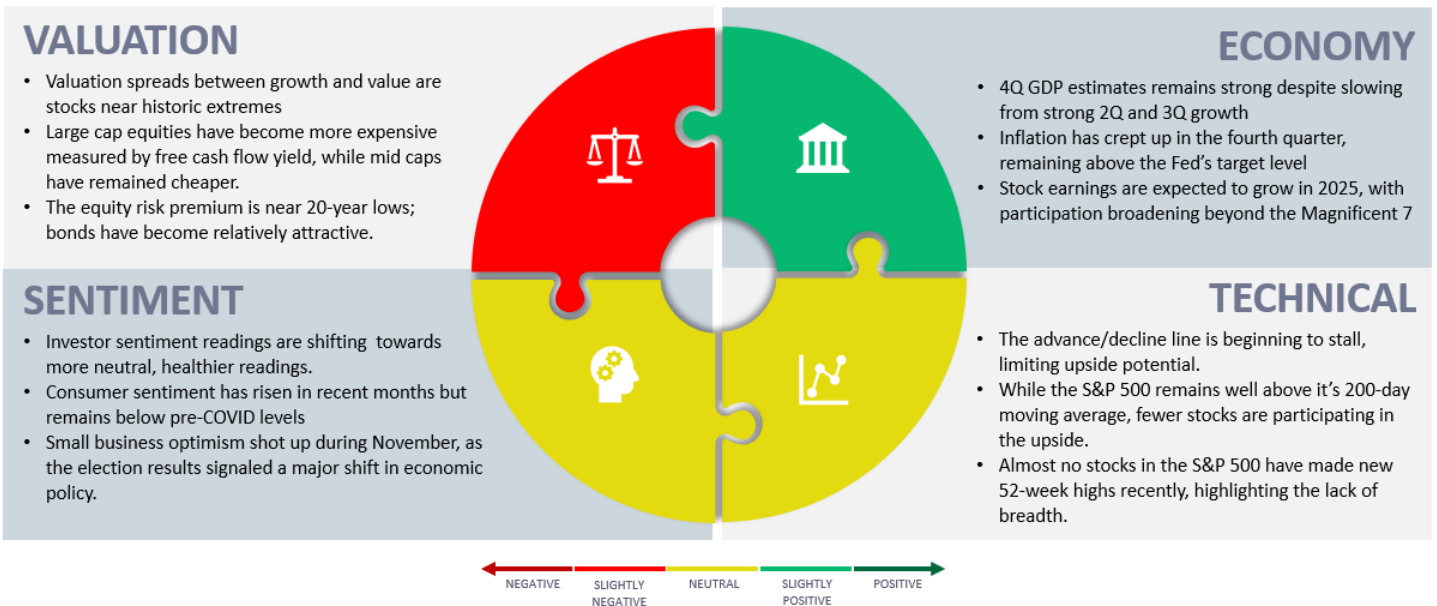 VALUATION
• Valuation spreads between growth and value are
stocks near historic extremes
• Large cap equities have become more expensive
measured by free cash flow yield, while mid caps
have remained cheaper.
• The equity risk premium is near 20-year lows;
bonds have become relatively attractive.
ECONOMY
• 4Q GDP estimates remains strong despite slowing
from strong 2Q and 3Q growth
• Inflation has crept up in the fourth quarter,
remaining above the Fed's target level
• Stock earnings are expected to grow in 2025, with
participation broadening beyond the Magnificent 7
SENTIMENT
• Investor sentiment readings are shifting towards
more neutral, healthier readings.
• Consumer sentiment has risen in recent months but
remains below pre-COVID levels
• Small business optimism shot up during November, as
the election results signaled a major shift in economic
policy.
TECHNICAL
• The advance/decline line is beginning to stall,
limiting upside potential.
• While the S&P 500 remains well above it's 200-day
moving average, fewer stocks are participating in
the upside.
• Almost no stocks in the S&P 500 have made new
52-week highs recently, highlighting the lack of
breadth.
NEGATIVE
SLIGHTLY
NEGATIVE
NEUTRAL
SLIGHTLY
POSITIVE
POSITIVE